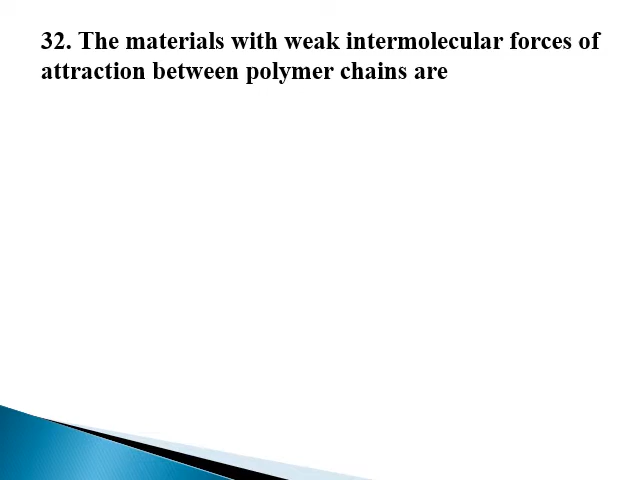 32. The materials with weak intermolecular forces of
attraction between polymer chains are